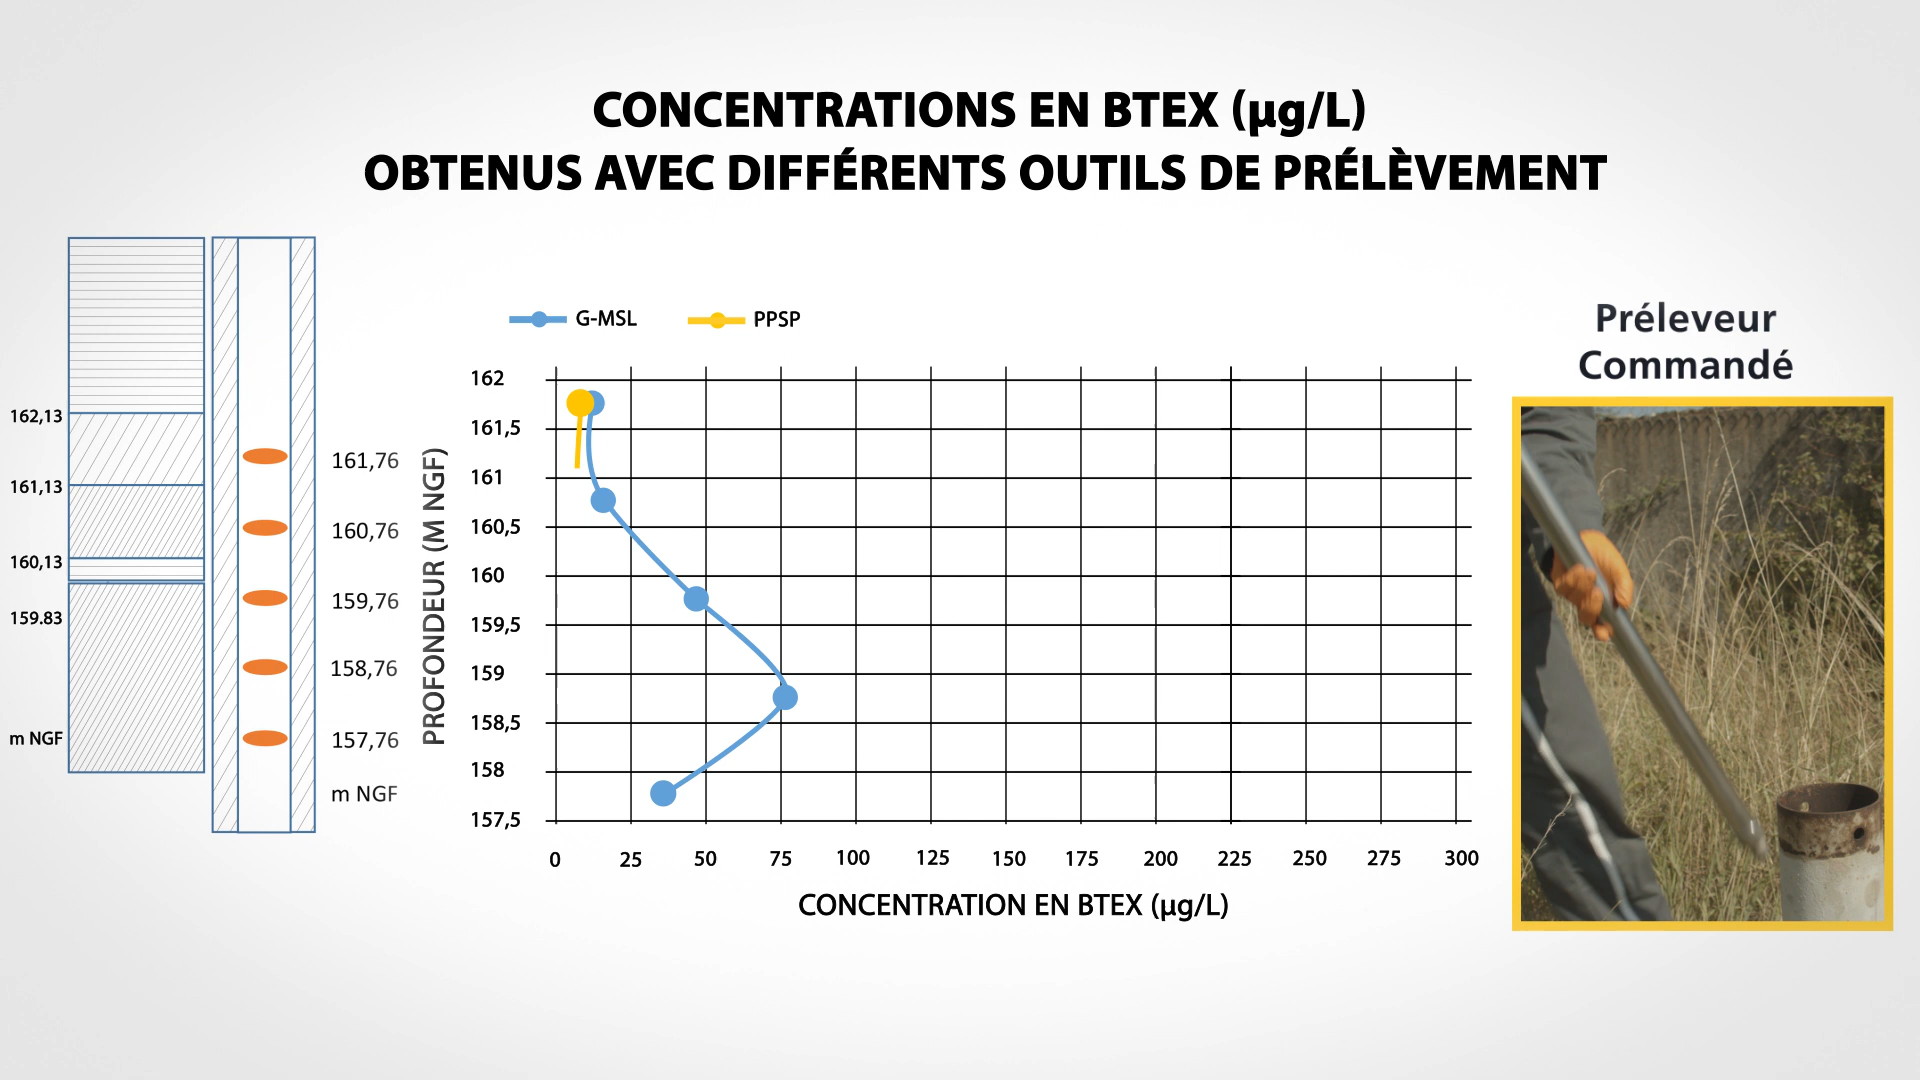 CONCENTRATIONS EN BTEX (µg/L)
OBTENUS AVEC DIFFÉRENTS OUTILS DE PRÉLÈVEMENT
162,13
161,13
160,13
159.83
m NGF
161,76
160,76
159,76
158,76
157,76
m NGF
G-MSL
PPSP
PROFONDEUR (M NGF)
162
161,5
161
160,5
160
159,5
159
158,5
158
157,5
0 25 50 75 100 125 150 175 200 225 250 275 300
CONCENTRATION EN BTEX (µg/L)
Préleveur
Commandé